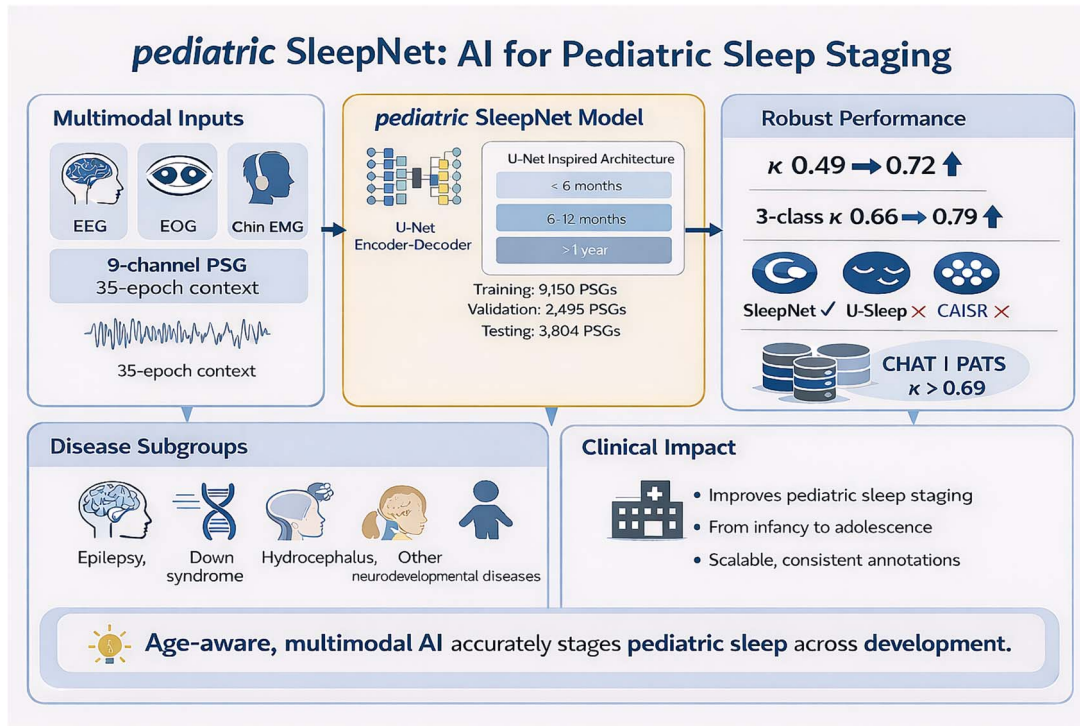 pediatric SleepNet: AI for Pediatric Sleep Staging
Multimodal Inputs
EEG
EOG
Chin EMG
9-channel PSG
35-epoch context
35-epoch context
pediatric SleepNet Model
U-Net
Encoder-Decoder
U-Net Inspired Architecture
< 6 months
6-12 months
>1 year
Training: 9,150 PSGs
Validation: 2,495 PSGs
Testing: 3,804 PSGs
Robust Performance
κ 0.49 → 0.72 ↑
3-class κ 0.66 → 0.79 ↑
SleepNet ✓ U-Sleep ✗ CAISR ✗
CHAT | PATS
κ > 0.69
Disease Subgroups
Epilepsy,
Down
syndrome
Hydrocephalus,
Other
neurodevelopmental diseases
Clinical Impact
• Improves pediatric sleep staging
• From infancy to adolescence
• Scalable, consistent annotations
Age-aware, multimodal AI accurately stages pediatric sleep across development.